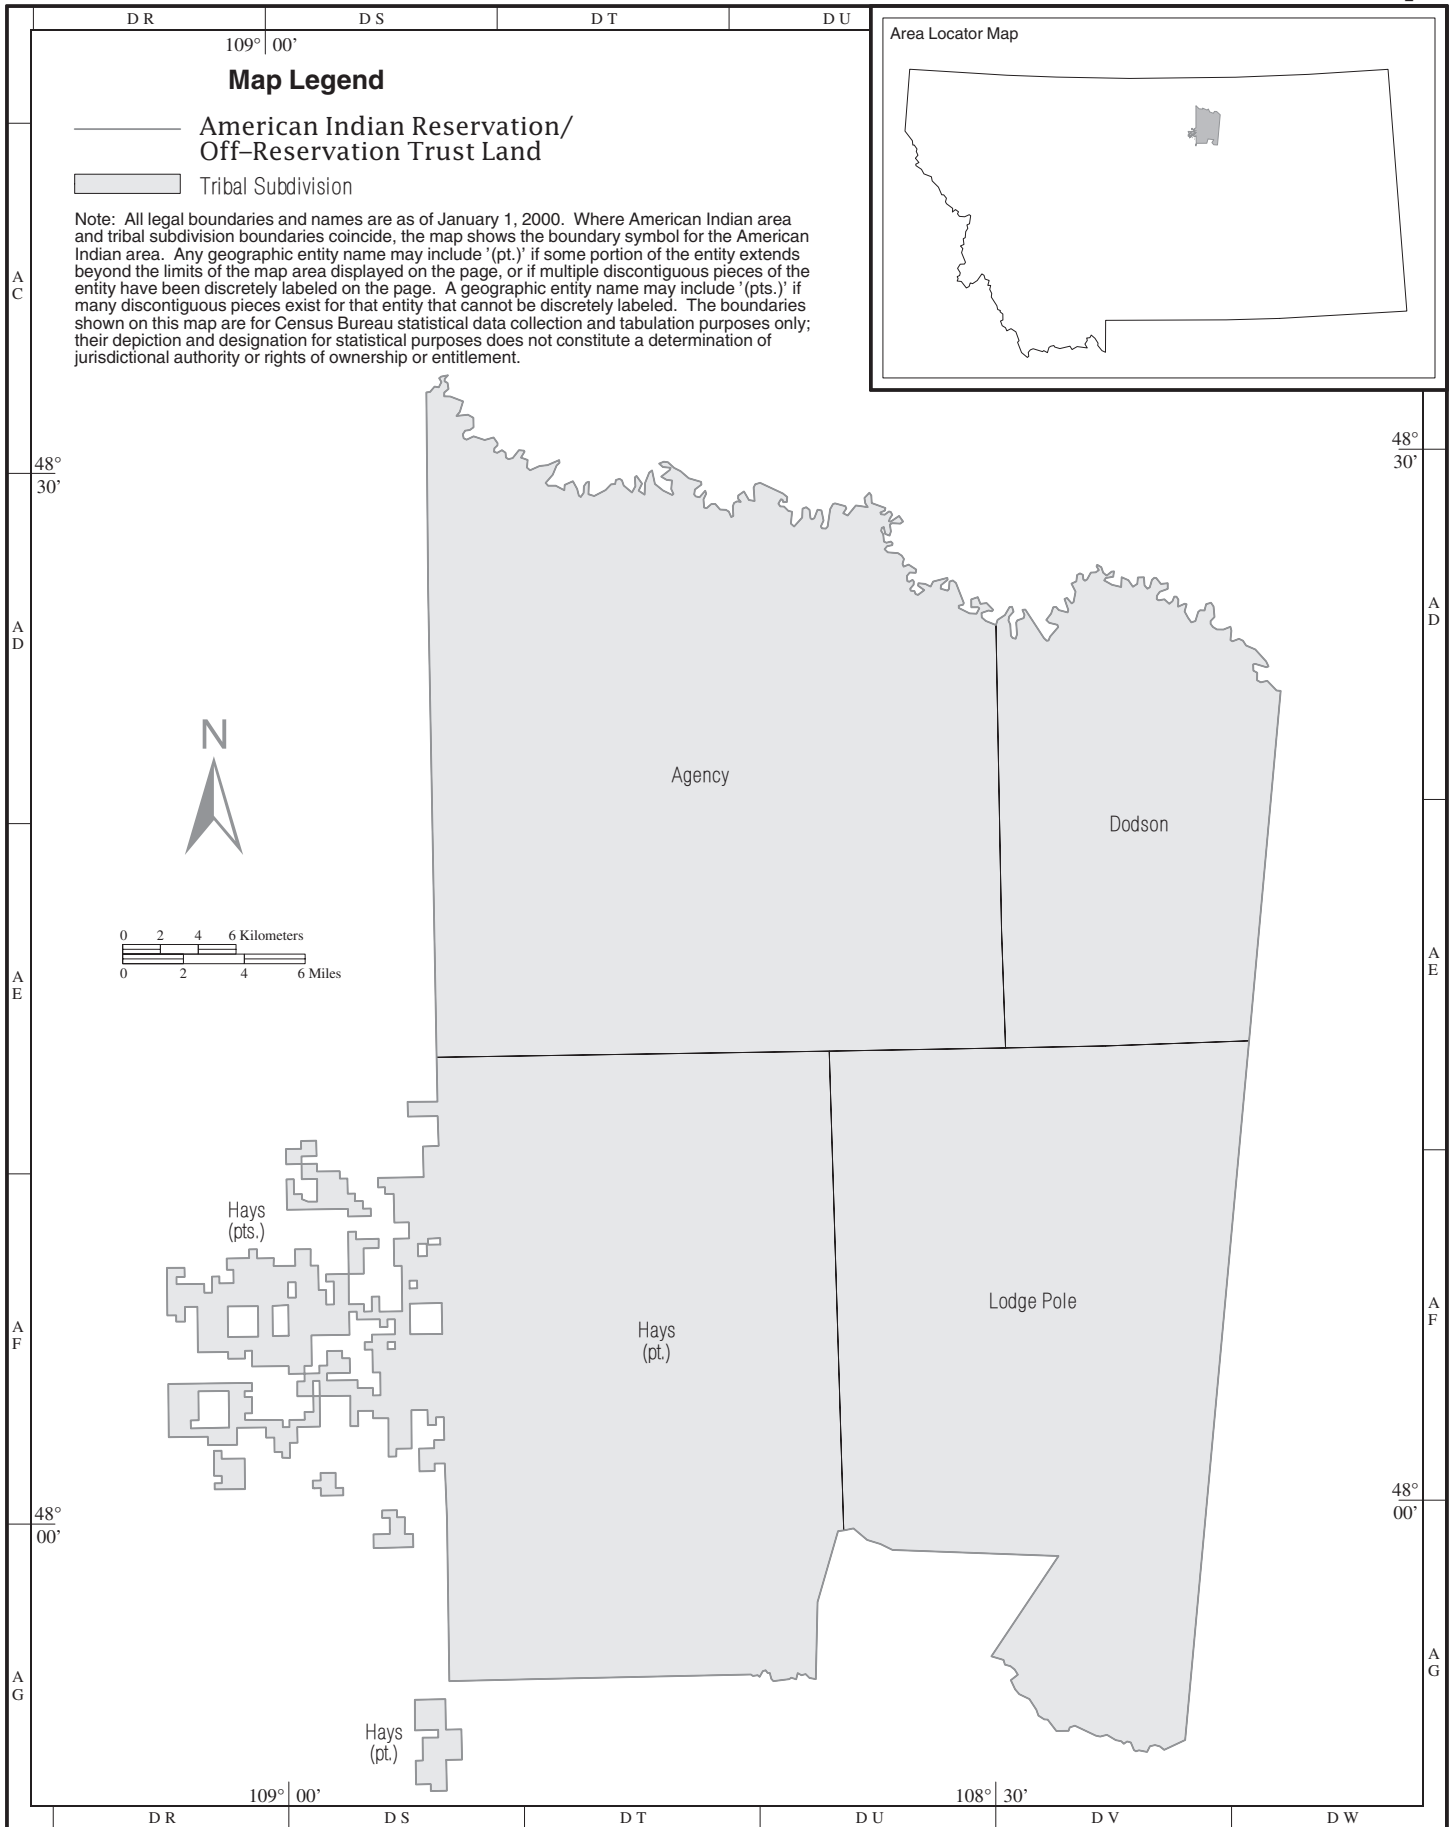 D R
D S
D T
D U
109° 00'
Area Locator Map
Map Legend
American Indian Reservation/
Off–Reservation Trust Land
Tribal Subdivision
Note: All legal boundaries and names are as of January 1, 2000. Where American Indian area
and tribal subdivision boundaries coincide, the map shows the boundary symbol for the American
Indian area. Any geographic entity name may include '(pt.)' if some portion of the entity extends
beyond the limits of the map area displayed on the page, or if multiple discontiguous pieces of the
entity have been discretely labeled on the page. A geographic entity name may include '(pts.)' if
many discontiguous pieces exist for that entity that cannot be discretely labeled. The boundaries
shown on this map are for Census Bureau statistical data collection and tabulation purposes only;
their depiction and designation for statistical purposes does not constitute a determination of
jurisdictional authority or rights of ownership or entitlement.
A
C
48°
30'
48°
30'
A
D
A
D
N
Agency
Dodson
0 2 4 6 Kilometers
0 2 4 6 Miles
A
E
A
E
Hays
(pts.)
Lodge Pole
Hays
(pt.)
A
F
A
F
48°
00'
48°
00'
A
G
A
G
Hays
(pt.)
109° 00'
108° 30'
D R
D S
D T
D U
D V
D W